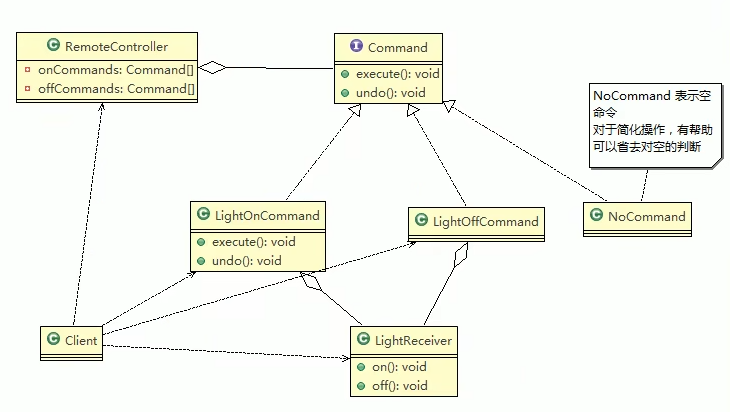 RemoteController
onCommands: Command[]
offCommands: Command[]
Command
execute(): void
undo(): void
NoCommand 表示空
命令
对于简化操作，有帮助
可以省去对空的判断
LightOnCommand
execute(): void
undo(): void
LightOffCommand
NoCommand
Client
LightReceiver
on(): void
off(): void